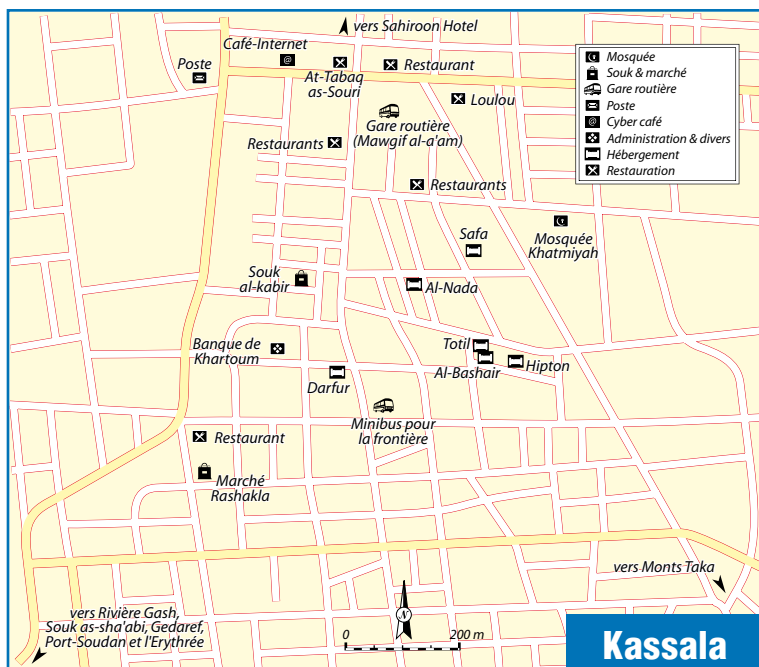 vers Sahiroon Hotel
Café-Internet
Poste
At-Tabaq
as-Souri
Restaurant
Loulou
Gare routière
(Mawgif al-a'am)
Restaurants
Restaurants
Mosquée
Souk & marché
Gare routière
Poste
Cyber café
Administration & divers
Hébergement
Restauration
Safa
Mosquée
Khatmiyah
Souk
al-kabir
Al-Nada
Banque de
Khartoum
Totil
Al-Bashair
Hipton
Darfur
Minibus pour
la frontière
Restaurant
Marché
Rashakla
vers Monts Taka
vers Rivière Gash,
Souk as-sha'abi, Gedaref,
Port-Soudan et l'Erythrée
N
0 200 m
Kassala